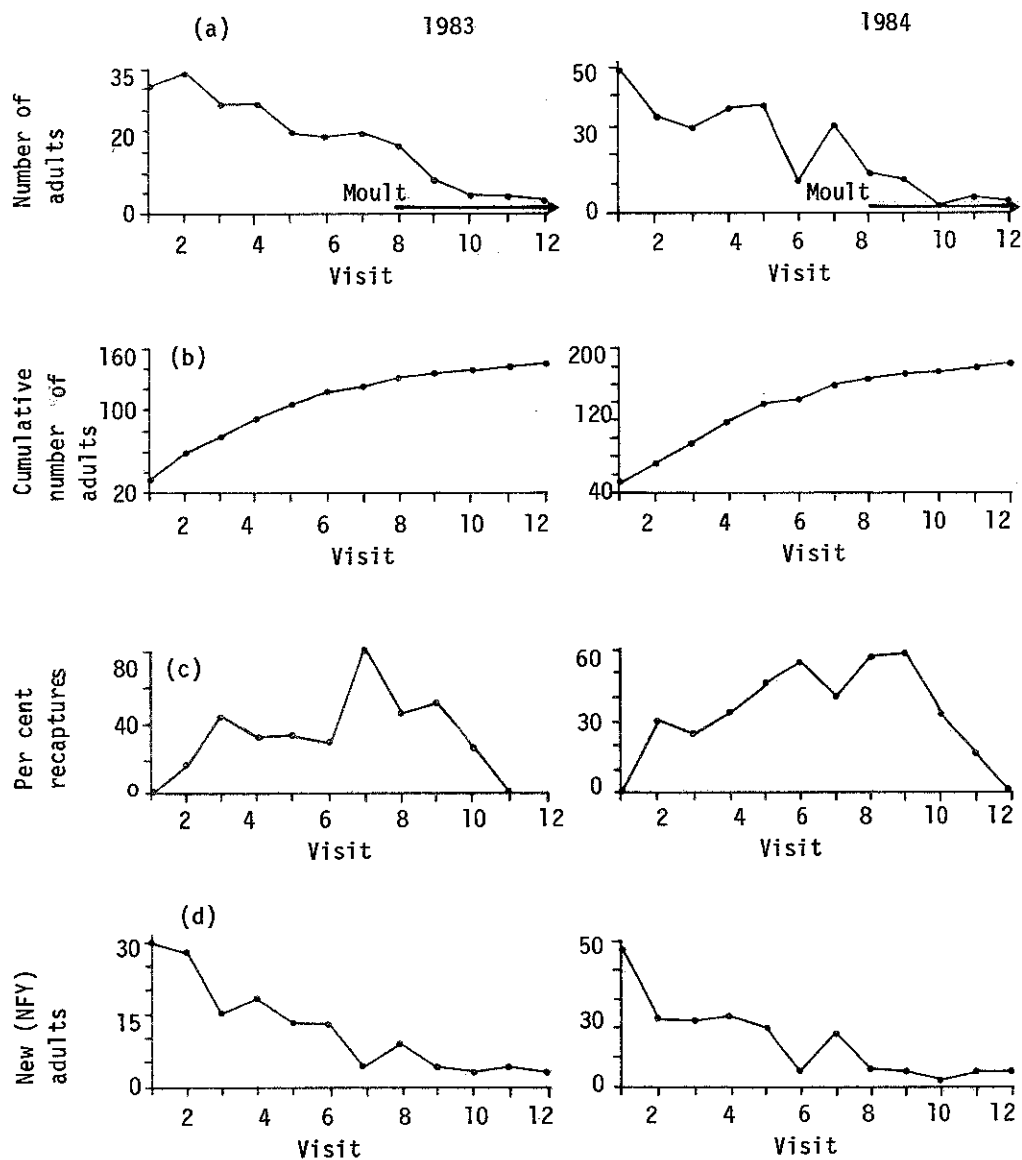 (a) 1983 1984
Number of
adults
35
20
0
Moult
2 4 6 8 10 12
Visit
50
30
0
Moult
2 4 6 8 10 12
Visit
(b)
Cumulative
number of
adults
160
100
20
2 4 6 8 10 12
Visit
200
120
40
2 4 6 8 10 12
Visit
(c)
Per cent
recaptures
80
40
0
2 4 6 8 10 12
Visit
60
30
0
2 4 6 8 10 12
Visit
(d)
New (NFY)
adults
30
15
0
2 4 6 8 10 12
Visit
50
30
0
2 4 6 8 10 12
Visit